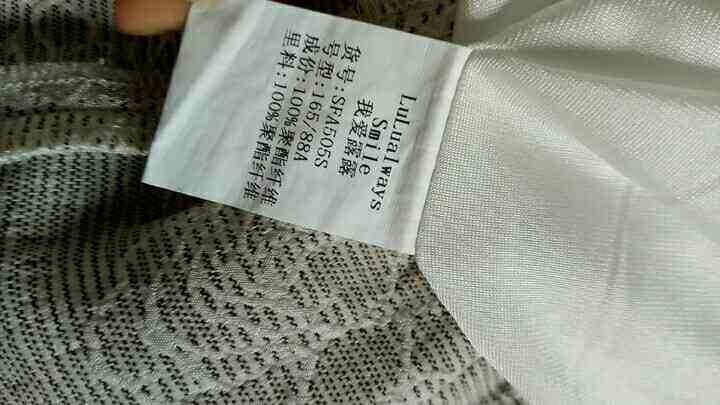 LuLualways
Smile
我爱露露
货号:SFA505S
号型:165/88A
成份:100%聚酯纤维
里料:100%聚酯纤维